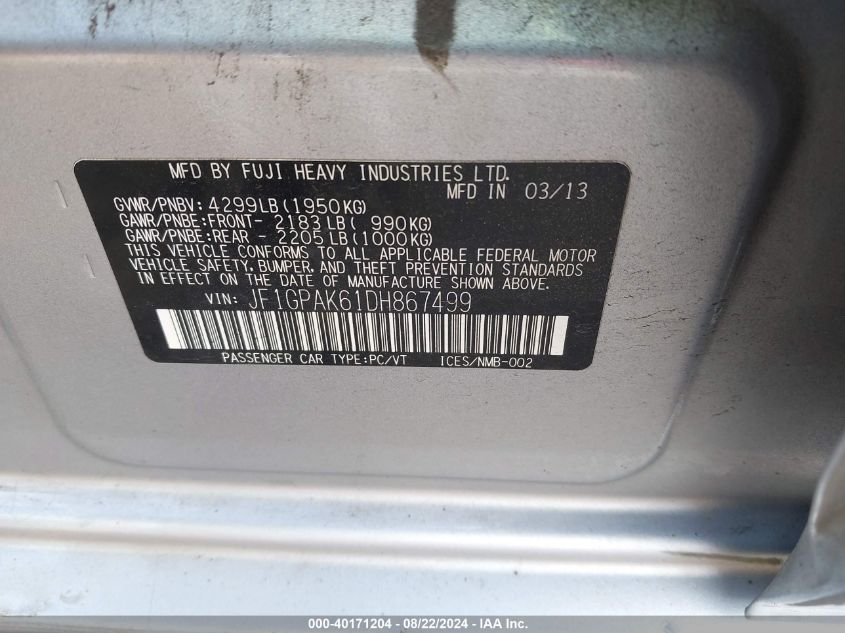 MFD BY FUJI HEAVY INDUSTRIES LTD.
MFD IN 03/13
GVWR/PNBV: 4299LB(1950KG)
GAWR/PNBE:FRONT- 2183LB( 990KG)
GAWR/PNBE:REAR - 2205LB(1000KG)
THIS VEHICLE CONFORMS TO ALL APPLICABLE FEDERAL MOTOR
VEHICLE SAFETY, BUMPER, AND THEFT PREVENTION STANDARDS
IN EFFECT ON THE DATE OF MANUFACTURE SHOWN ABOVE.
VIN: JF1GPAK61DH867499
PASSENGER CAR TYPE:PC/VT ICES/NMB-002
000-40171204 - 08/22/2024 - IAA Inc.